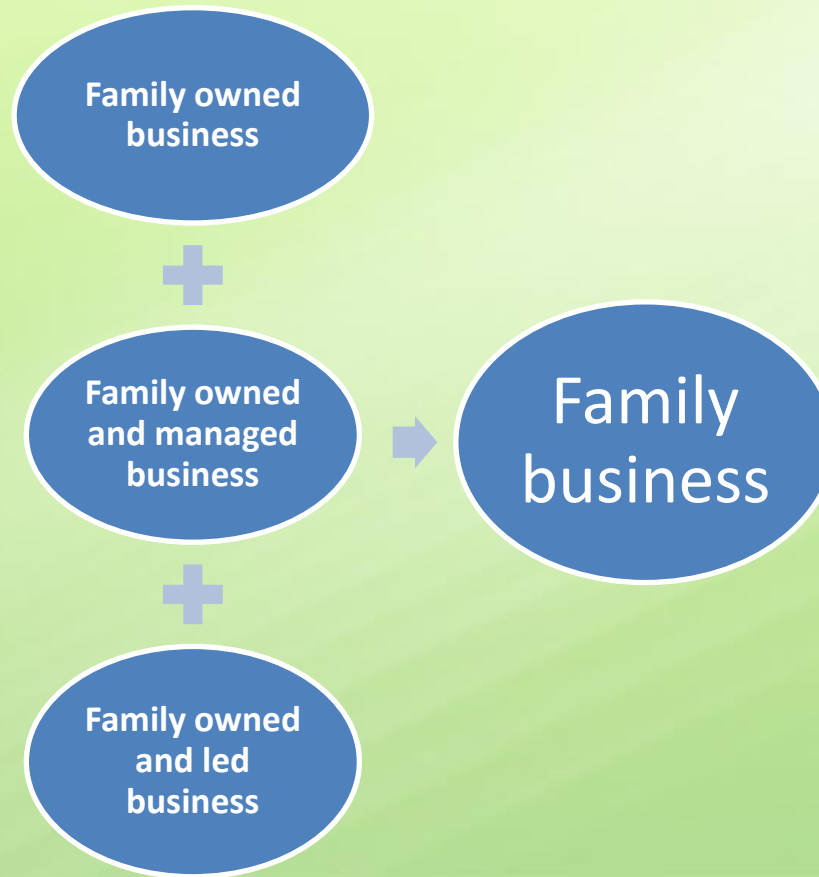 Family owned
business
Family owned
and managed
business
Family owned
and led
business
Family
business